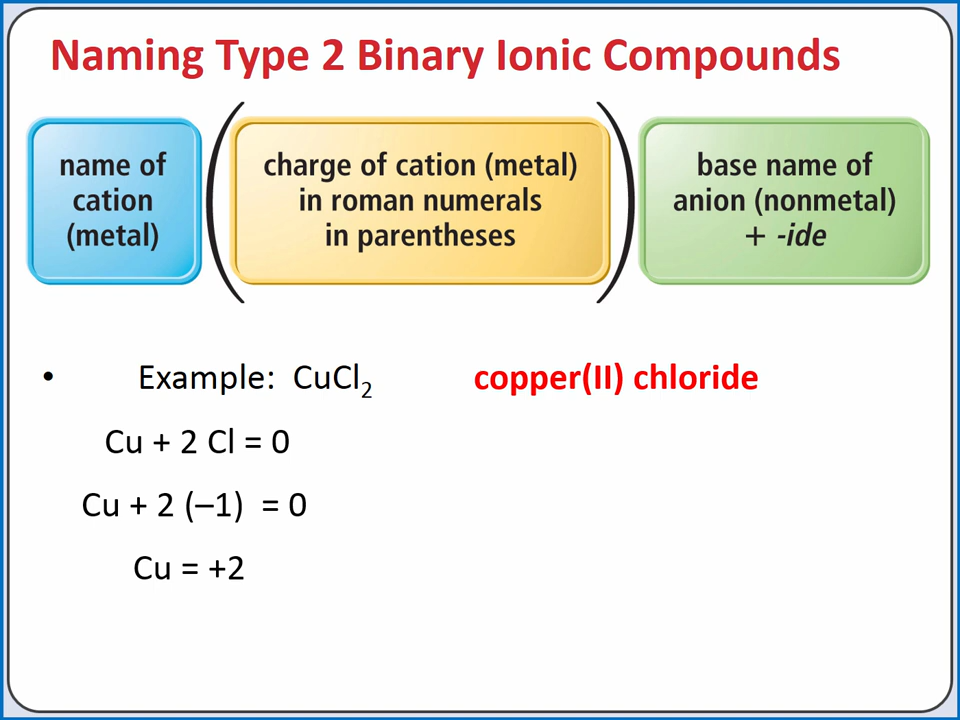 Naming Type 2 Binary Ionic Compounds
name of
cation
(metal)
(charge of cation (metal)
in roman numerals
in parentheses)
base name of
anion (nonmetal)
+ -ide
• Example: CuCl₂ copper(II) chloride
Cu + 2 Cl = 0
Cu + 2 (–1) = 0
Cu = +2